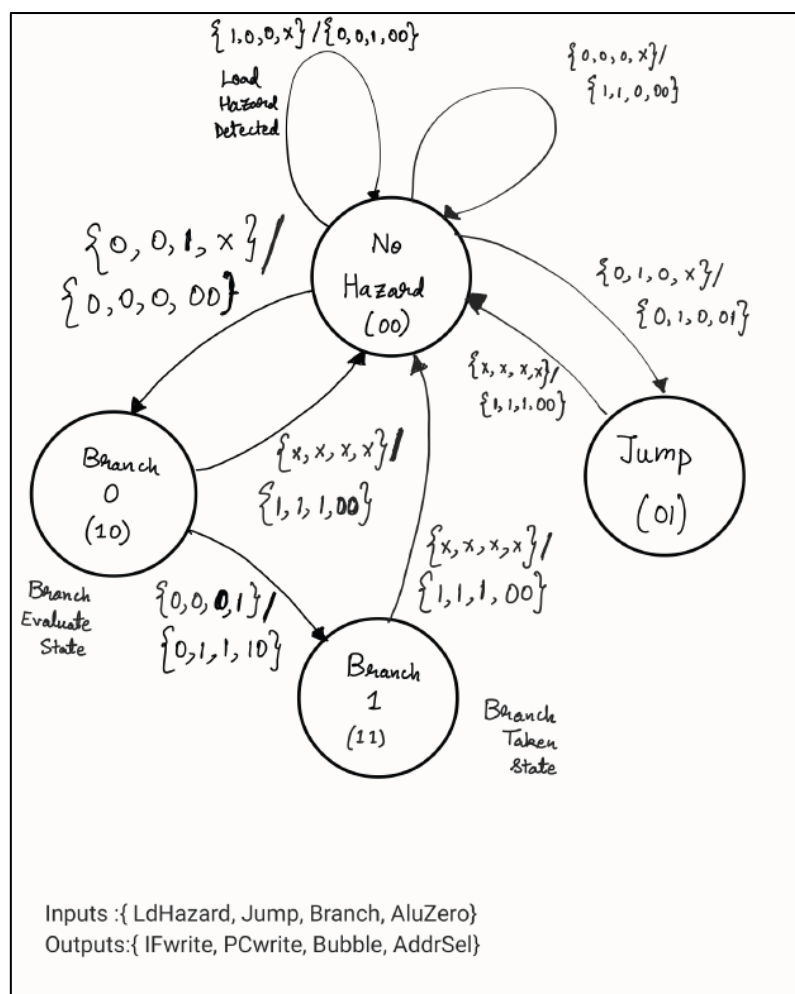 {1,0,0,x}/{0,0,1,00}
Load
Hazard
Detected
{0,0,0,x}/
{1,1,0,00}
{0,0,1,x}/
{0,0,0,00}
No
Hazard
(00)
{0,1,0,x}/
{0,1,0,01}
{x,x,x,x}/
{1,1,1,00}
Jump
(01)
Branch
0
(10)
{x,x,x,x}/
{1,1,1,00}
Branch
Evaluate
State
{0,0,0,1}/
{0,1,1,10}
{x,x,x,x}/
{1,1,1,00}
Branch
1
(11)
Branch
Taken
State
Inputs :{ LdHazard, Jump, Branch, AluZero}
Outputs:{ IFwrite, PCwrite, Bubble, AddrSel}